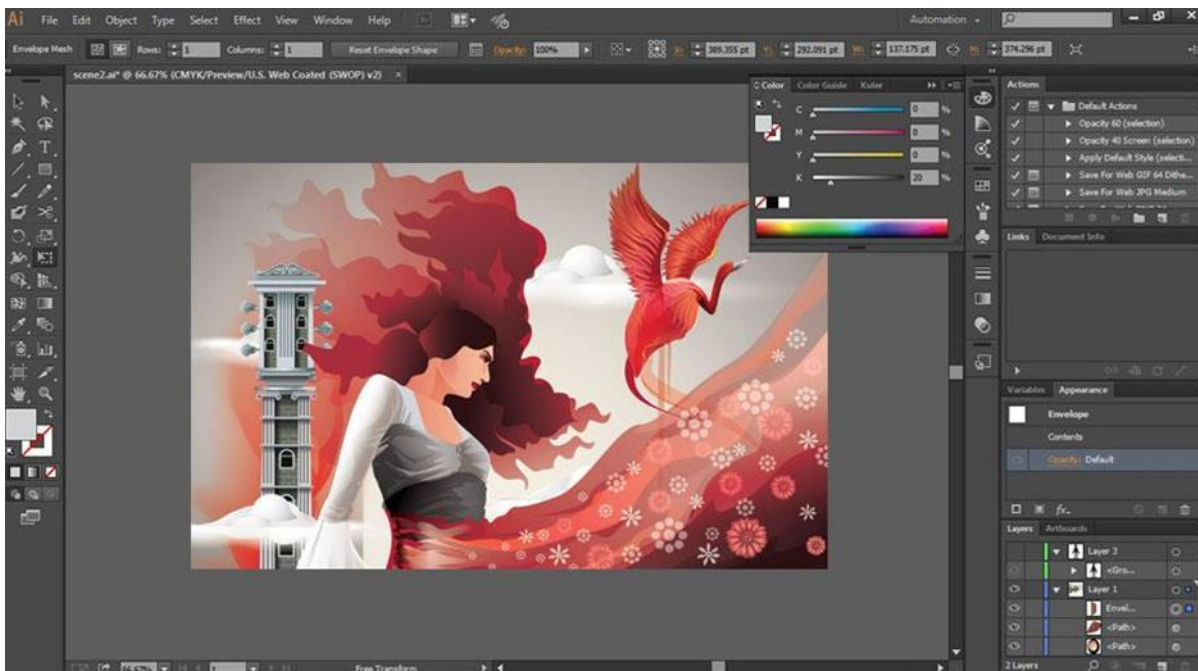 Ai File Edit Object Type Select Effect View Window Help Automation
Envelope Mesh Rows: 1 Columns: 1 Reset Envelope Shape Opacity: 100% X: 389.355 pt Y: 292.091 pt W: 137.175 pt H: 374.296 pt
scene2.ai* @ 66.67% (CMYK/Preview/U.S. Web Coated (SWOP) v2) ×
Color Color Guide Kuler
C 0 %
M 0 %
Y 0 %
K 20 %
Actions
Default Actions
Opacity 60 (selection)
Opacity 40 Screen (selection)
Apply Default Style (selecti...
Save For Web GIF 64 Dithe...
Save For Web JPG Medium
Links Document Info
Variables Appearance
Envelope
Contents
Opacity: Default
fx.
Layers Artboards
Layer 3
<Gro...
Layer 1
Envel...
<Path>
<Path>
2 Layers
66.67% 1 Free Transform